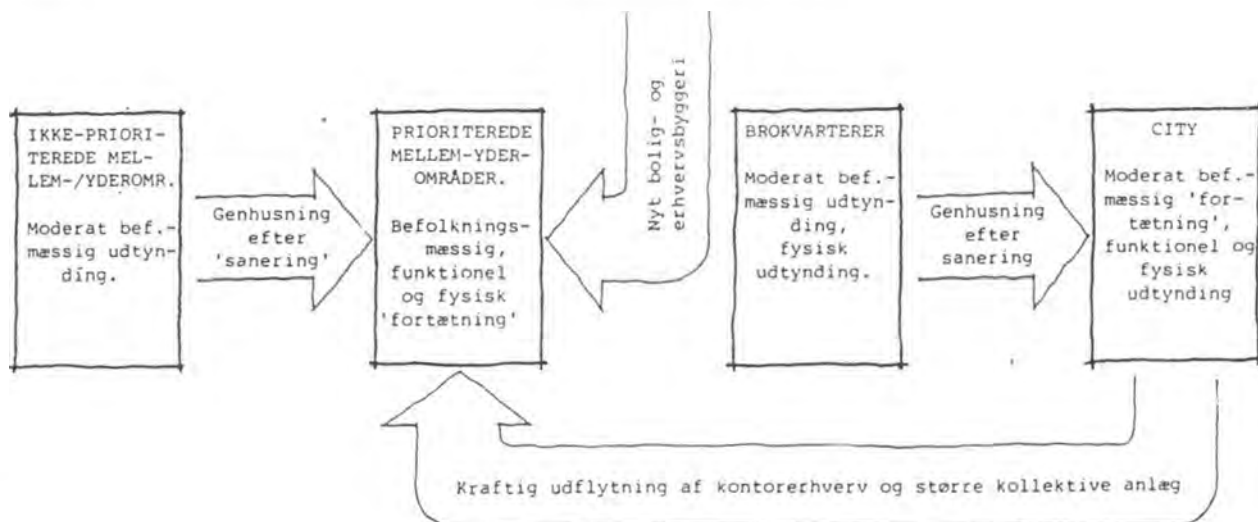 IKKE-PRIORI-
TEREDE MEL-
LEM-/YDEROMR.
Moderat bef.-
mæssig udtyn-
ding.
Genhusning
efter
'sanering'
PRIORITEREDE
MELLEM-YDER-
OMRÅDER.
Befolknings-
mæssig,
funktionel
og fysisk
'fortætning'
Nyt bolig- og
erhvervsbyggeri
BROKVARTERER
Moderat bef.-
mæssig udtyn-
ding,
fysisk
udtynding.
Genhusning
efter
sanering
CITY
Moderat bef.-
mæssig 'for-
tætning',
funktionel og
fysisk
udtynding
Kraftig udflytning af kontorerhverv og større kollektive anlæg